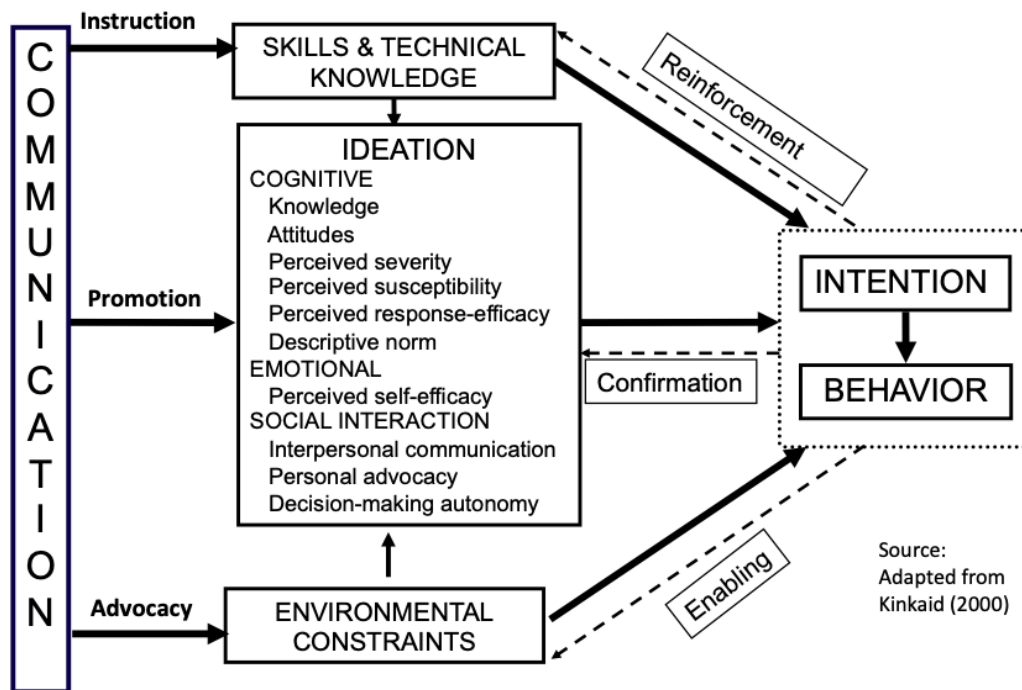 COMMUNICATION
Instruction
SKILLS & TECHNICAL
KNOWLEDGE
Reinforcement
IDEATION
COGNITIVE
Knowledge
Attitudes
Perceived severity
Perceived susceptibility
Perceived response-efficacy
Descriptive norm
EMOTIONAL
Perceived self-efficacy
SOCIAL INTERACTION
Interpersonal communication
Personal advocacy
Decision-making autonomy
Promotion
Confirmation
INTENTION
BEHAVIOR
Advocacy
ENVIRONMENTAL
CONSTRAINTS
Enabling
Source:
Adapted from
Kinkaid (2000)